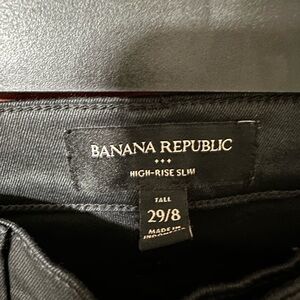 BANANA REPUBLIC
HIGH-RISE SLIM
TALL
29/8
MADE IN